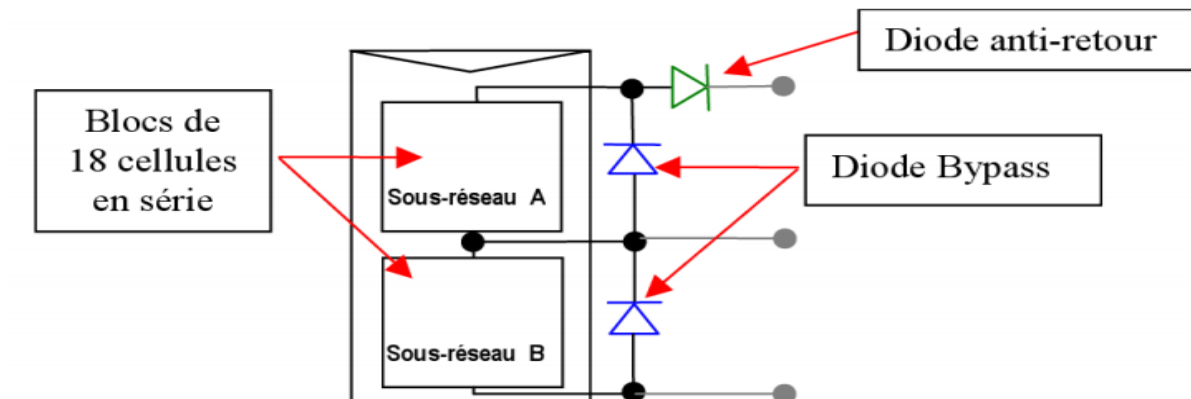 Diode anti-retour
Blocs de
18 cellules
en série
Sous-réseau A
Diode Bypass
Sous-réseau B